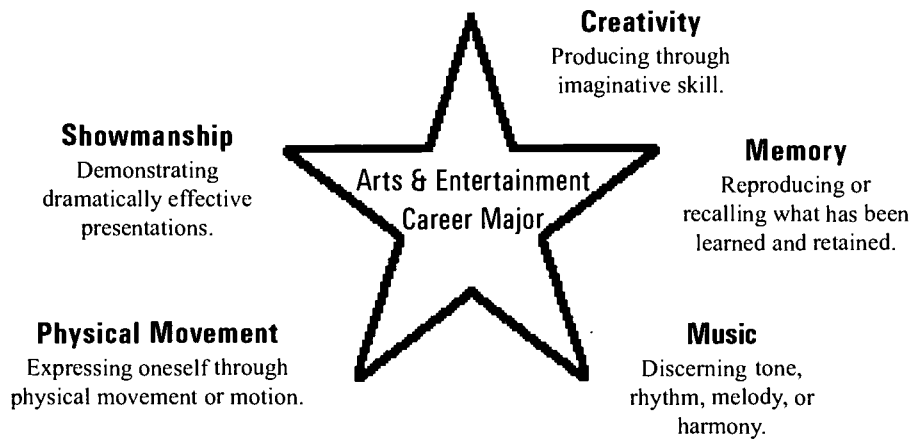 Creativity
Producing through
imaginative skill.
Showmanship
Demonstrating
dramatically effective
presentations.
Arts & Entertainment
Career Major
Memory
Reproducing or
recalling what has been
learned and retained.
Physical Movement
Expressing oneself through
physical movement or motion.
Music
Discerning tone,
rhythm, melody, or
harmony.